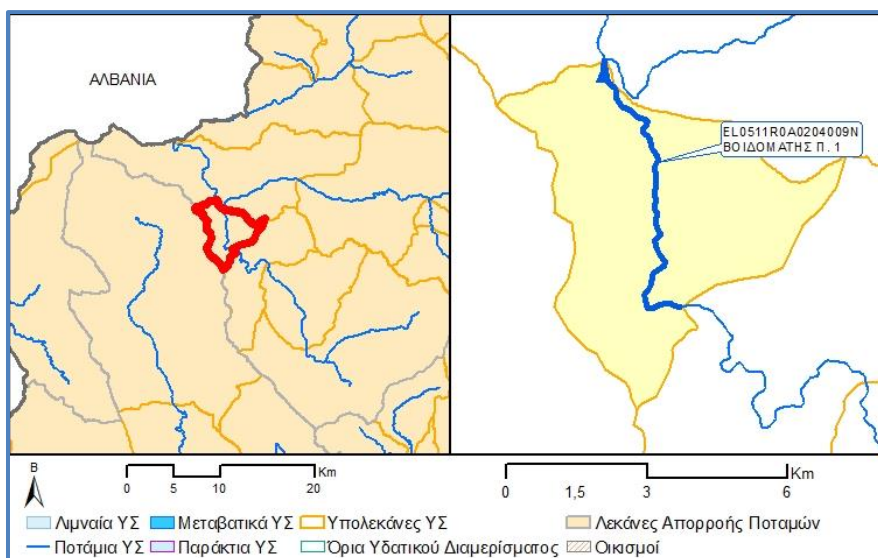 ΑΛΒΑΝΙΑ
EL0511R0A0204009N
ΒΟΙΔΟΜΑΤΗΣ Π. 1
Β
0 5 10 20 Km
0 1,5 3 6 Km
Λιμναία ΥΣ Μεταβατικά ΥΣ Υπολεκάνες ΥΣ Λεκάνες Απορροής Ποταμών
Ποτάμια ΥΣ Παράκτια ΥΣ Όρια Υδατικού Διαμερίσματος Οικισμοί